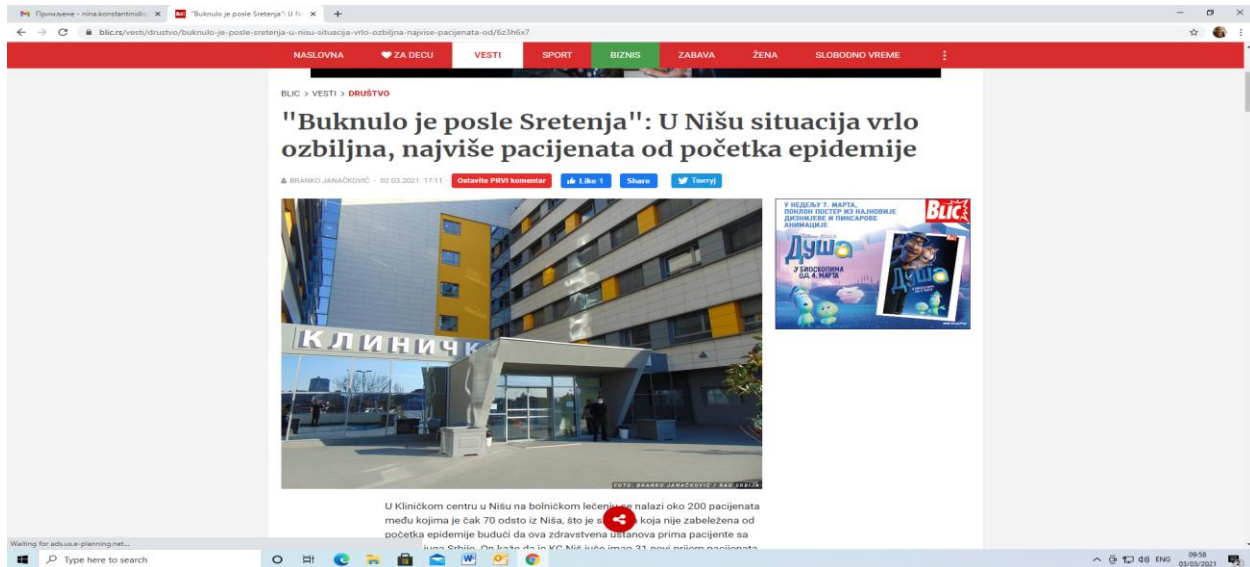 Примљене - nina.konstantinidi
"Buknulo je posle Sretenja": U N
blic.rs/vesti/drustvo/buknulo-je-posle-sretenja-u-nisu-situacija-vrlo-ozbiljna-najvise-pacijenata-od/6z3h6x7
NASLOVNA
ZA DECU
VESTI
SPORT
BIZNIS
ZABAVA
ŽENA
SLOBODNO VREME
BLIC > VESTI > DRUŠTVO
"Buknulo je posle Sretenja": U Nišu situacija vrlo
ozbiljna, najviše pacijenata od početka epidemije
BRANKO JANAČKOVIĆ - 02.03.2021. 17:11
Ostavite PRVI komentar
Like 1
Share
Твитуј
КЛИНИЧК
FOTO: BRANKO JANAČKOVIĆ / RAS SRBIJA
У НЕДЕЉУ 7. МАРТА,
ПОКЛОН ПОСТЕР ИЗ НАЈНОВИЈЕ
ДИЗНИЈЕВЕ И ПИКСАРОВЕ
АНИМАЦИЈЕ
BLIC
Душа
У БИОСКОПИМА
ОД 4. МАРТА
Душа
U Kliničkom centru u Nišu na bolničkom lečenju se nalazi oko 200 pacijenata
među kojima je čak 70 odsto iz Niša, što je koja nije zabeležena od
početka epidemije budući da ova zdravstvena ustanova prima pacijente sa
juga Srbije. On kaže da je KC Niš juče imao 31 novi prijem pacijenata
Waiting for ads.us.e-planning.net...
Type here to search
ENG
09:58
03/03/2021